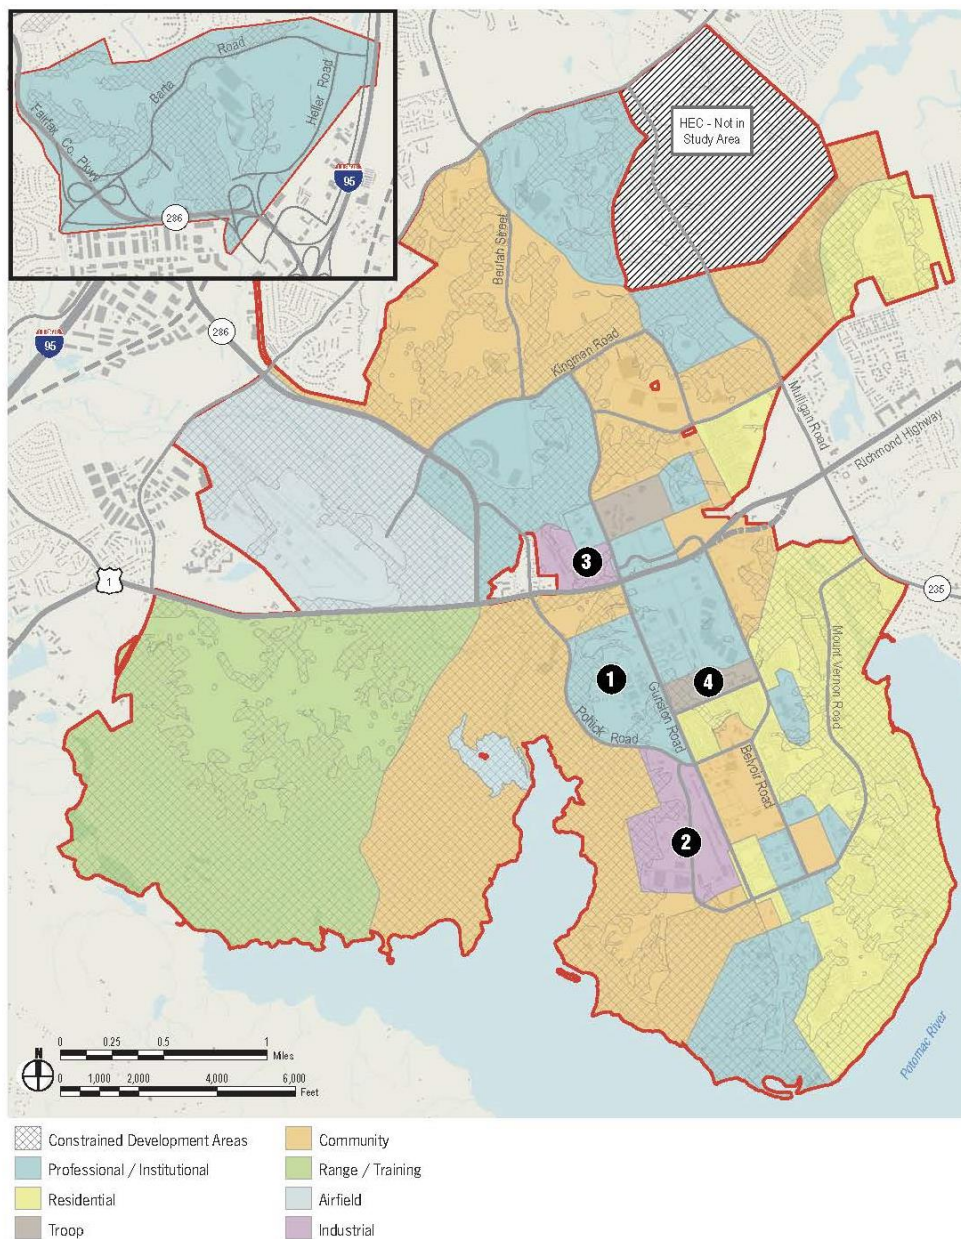 Barta Road
Heller Road
Fairfax Co. Pkwy
INTERSTATE
95
286
HEC - Not in
Study Area
Beulah Street
286
95
Kingman Road
Mulligan Road
Richmond Highway
3
1
235
1
4
Gunston Road
Pohick Road
Mount Vernon Road
Belvoir Road
2
Potomac River
N
0 0.25 0.5 1
Miles
0 1,000 2,000 4,000 6,000
Feet
Constrained Development Areas
Professional / Institutional
Residential
Troop
Community
Range / Training
Airfield
Industrial